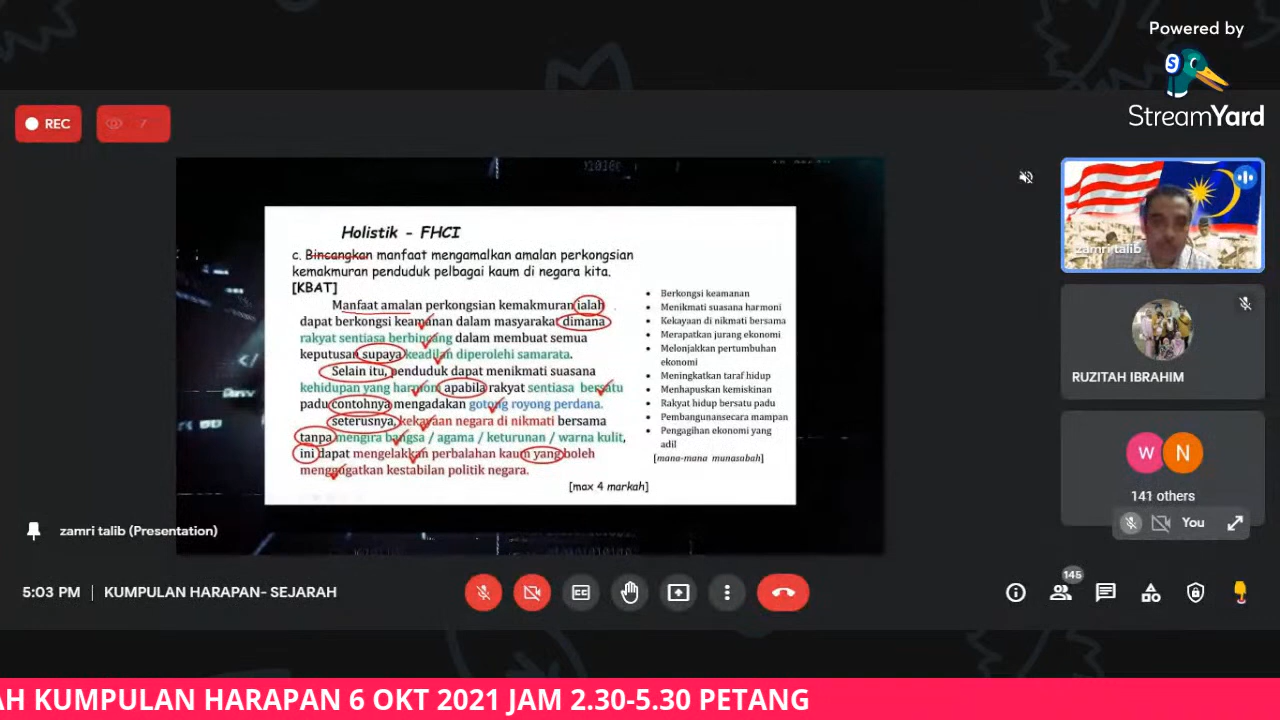 Powered by
StreamYard
REC
Holistik - FHCI
c. Bincangkan manfaat mengamalkan amalan perkongsian
kemakmuran penduduk pelbagai kaum di negara kita.
[KBAT]
Manfaat amalan perkongsian kemakmuran ialah
dapat berkongsi keamanan dalam masyarakat dimana
rakyat sentiasa berbincang dalam membuat semua
keputusan supaya keadilan diperolehi samarata.
Selain itu, penduduk dapat menikmati suasana
kehidupan yang harmoni apabila rakyat sentiasa bersatu
padu contohnya mengadakan gotong royong perdana.
seterusnya, kekayaan negara di nikmati bersama
tanpa mengira bangsa / agama / keturunan / warna kulit,
ini dapat mengelakkan perbalahan kaum yang boleh
menggugatkan kestabilan politik negara.
[max 4 markah]
• Berkongsi keamanan
• Menikmati suasana harmoni
• Kekayaan di nikmati bersama
• Merapatkan jurang ekonomi
• Melonjakkan pertumbuhan
ekonomi
• Meningkatkan taraf hidup
• Menhapuskan kemiskinan
• Rakyat hidup bersatu padu
• Pembangunansecara mampan
• Pengagihan ekonomi yang
adil
[mana-mana munasabah]
zamri talib
RUZITAH IBRAHIM
W N
141 others
You
zamri talib (Presentation)
5:03 PM | KUMPULAN HARAPAN- SEJARAH
CC
145
AH KUMPULAN HARAPAN 6 OKT 2021 JAM 2.30-5.30 PETANG